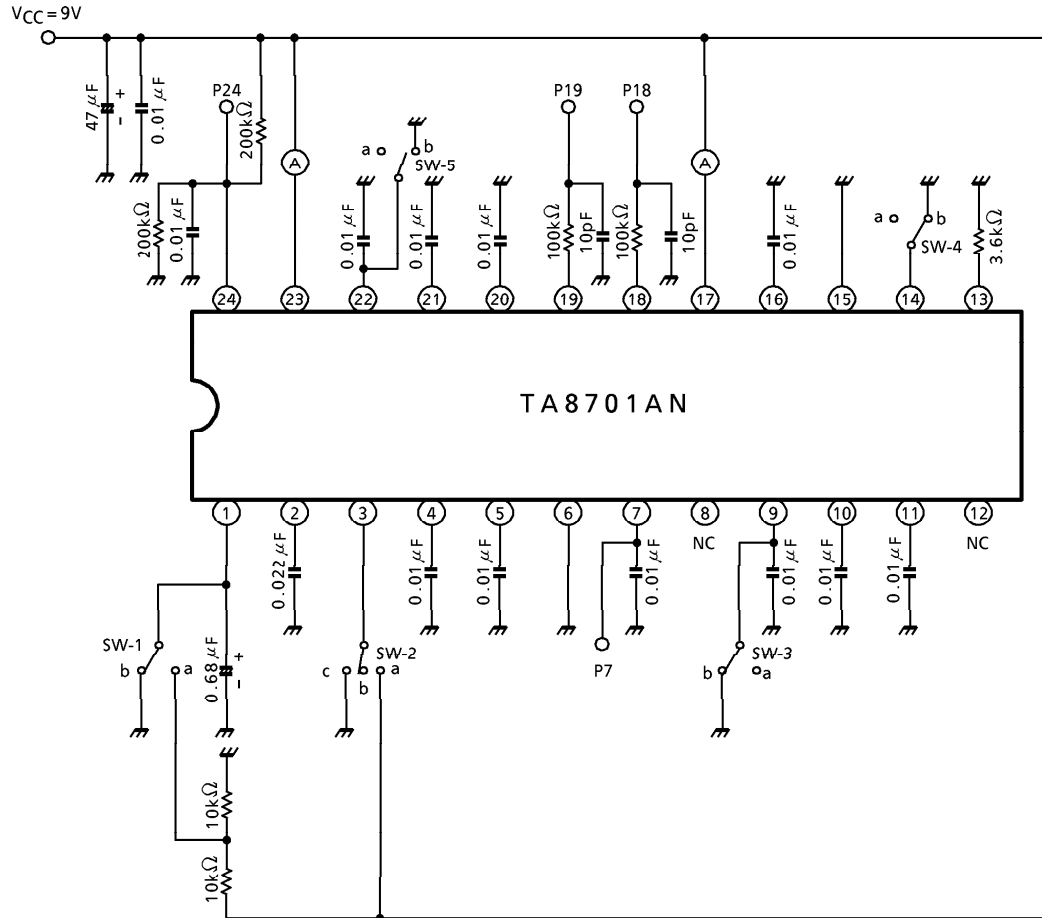 VCC=9V
47 μF
+
-
0.01 μF
P24
200kΩ
A
a
b
SW-5
P19
P18
A
200kΩ
0.01 μF
0.01 μF
0.01 μF
0.01 μF
100kΩ
10pF
100kΩ
10pF
0.01 μF
a
b
SW-4
3.6kΩ
24 23 22 21 20 19 18 17 16 15 14 13
TA8701AN
1 2 3 4 5 6 7 8 9 10 11 12
NC
NC
0.022 μF
0.01 μF
0.01 μF
0.01 μF
0.01 μF
0.01 μF
0.01 μF
SW-1
b
a
0.68 μF
+
-
SW-2
c
b
a
P7
SW-3
b
a
10kΩ
10kΩ